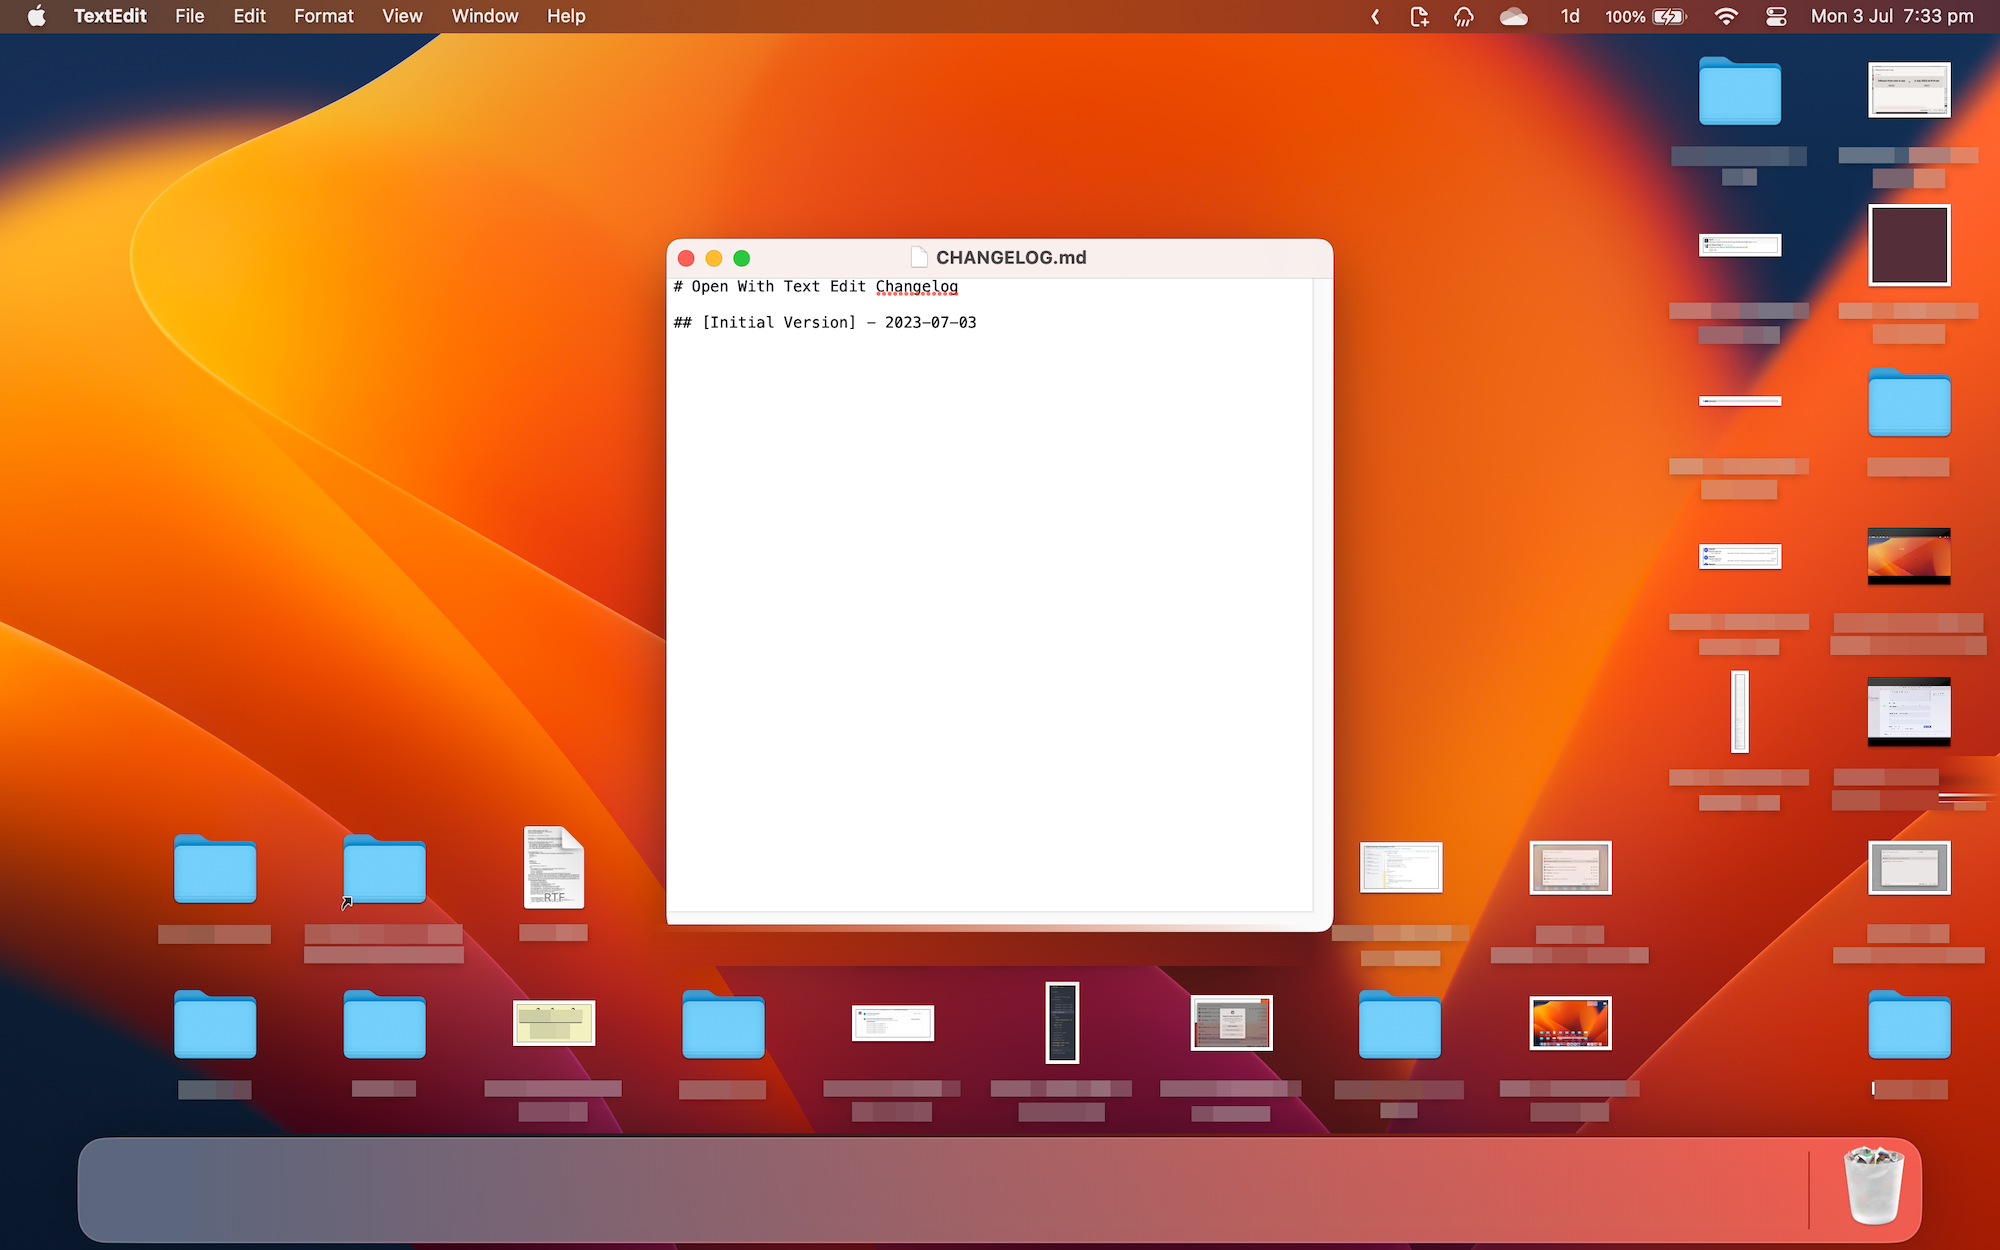 TextEdit File Edit Format View Window Help 1d 100% Mon 3 Jul 7:33 pm
CHANGELOG.md
# Open With Text Edit Changelog
## [Initial Version] - 2023-07-03
RTF